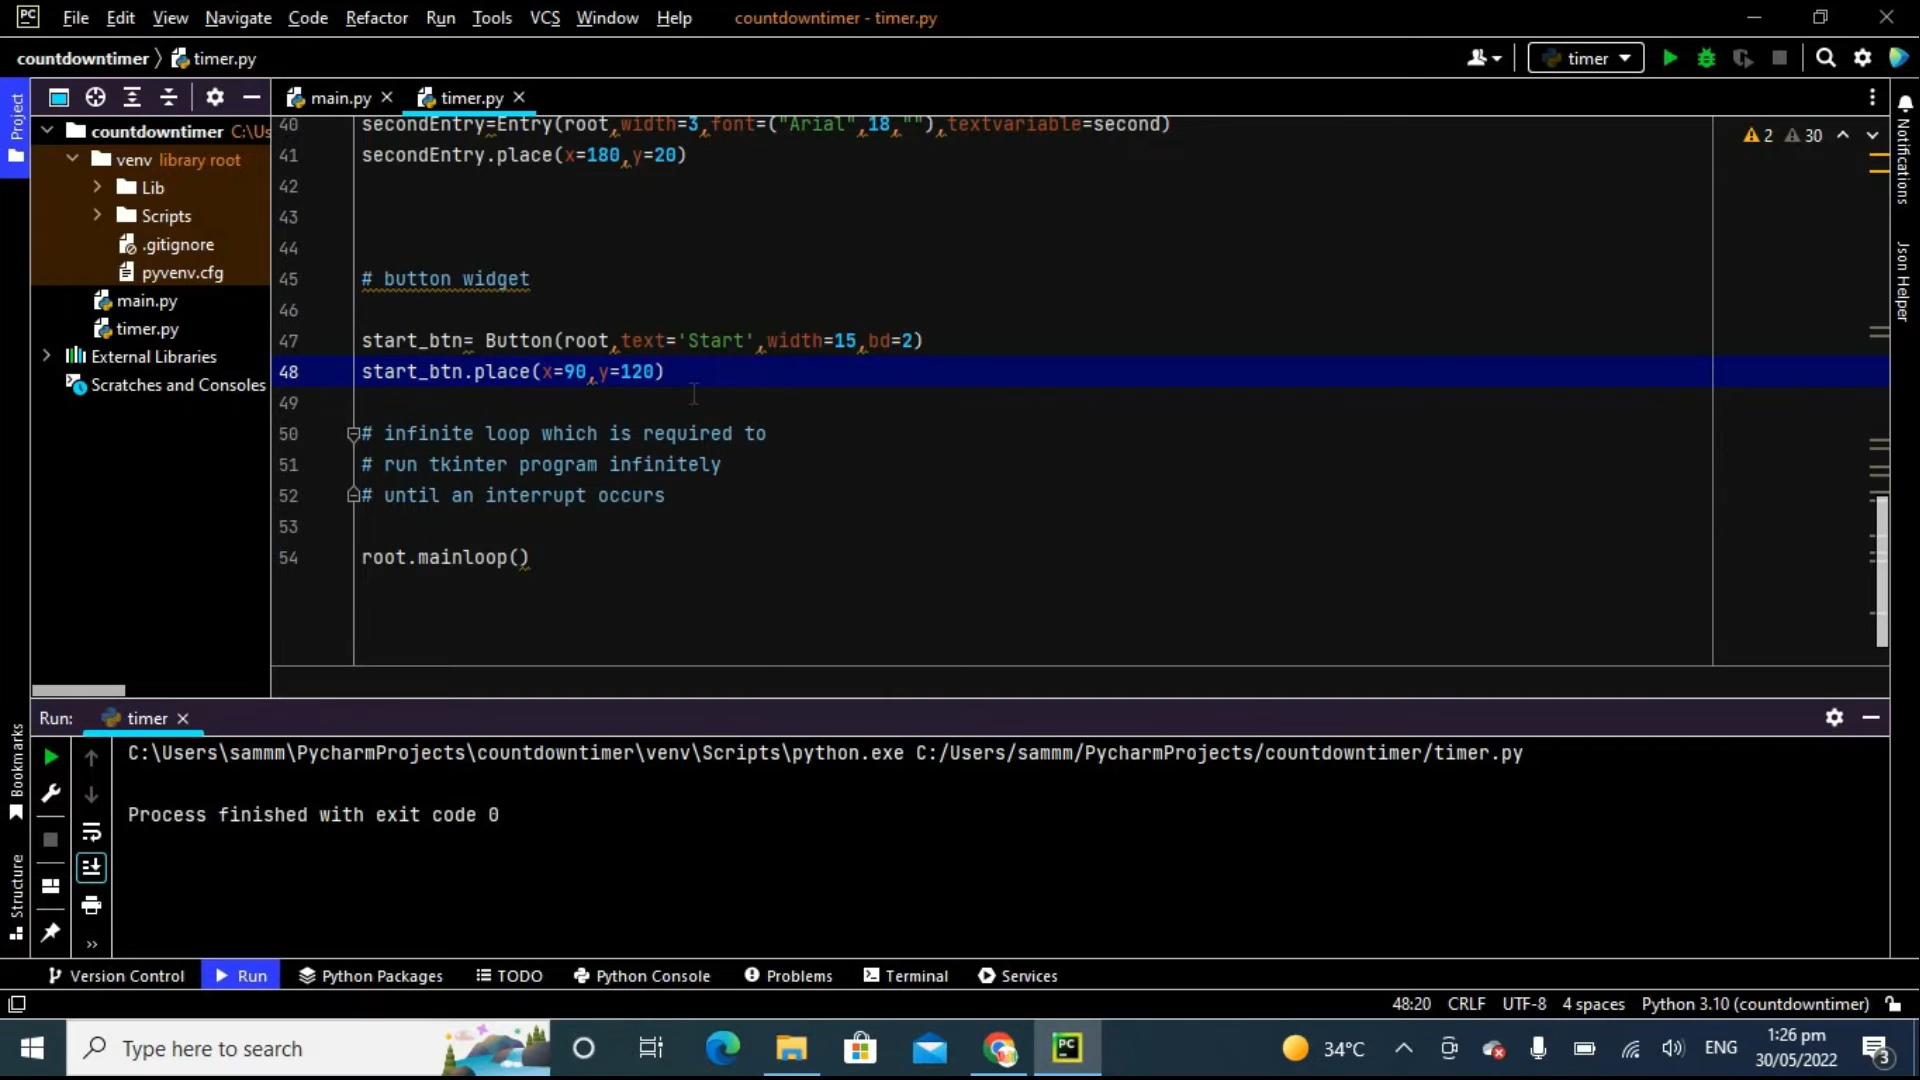 PC File Edit View Navigate Code Refactor Run Tools VCS Window Help countdowntimer - timer.py
countdowntimer timer.py timer
Project
main.py timer.py
countdowntimer C:\Us
venv library root
Lib
Scripts
.gitignore
pyvenv.cfg
main.py
timer.py
External Libraries
Scratches and Consoles
2 30
40 secondEntry=Entry(root,width=3,font=("Arial",18,""),textvariable=second)
41 secondEntry.place(x=180,y=20)
42
43
44
45 # button widget
46
47 start_btn= Button(root,text='Start',width=15,bd=2)
48 start_btn.place(x=90,y=120)
49
50 # infinite loop which is required to
51 # run tkinter program infinitely
52 # until an interrupt occurs
53
54 root.mainloop()
Notifications
Json Helper
Run: timer
C:\Users\sammm\PycharmProjects\countdowntimer\venv\Scripts\python.exe C:/Users/sammm/PycharmProjects/countdowntimer/timer.py
Process finished with exit code 0
Bookmarks
Structure
Version Control Run Python Packages TODO Python Console Problems Terminal Services
48:20 CRLF UTF-8 4 spaces Python 3.10 (countdowntimer)
Type here to search
PC
34°C
ENG
1:26 pm
30/05/2022
3